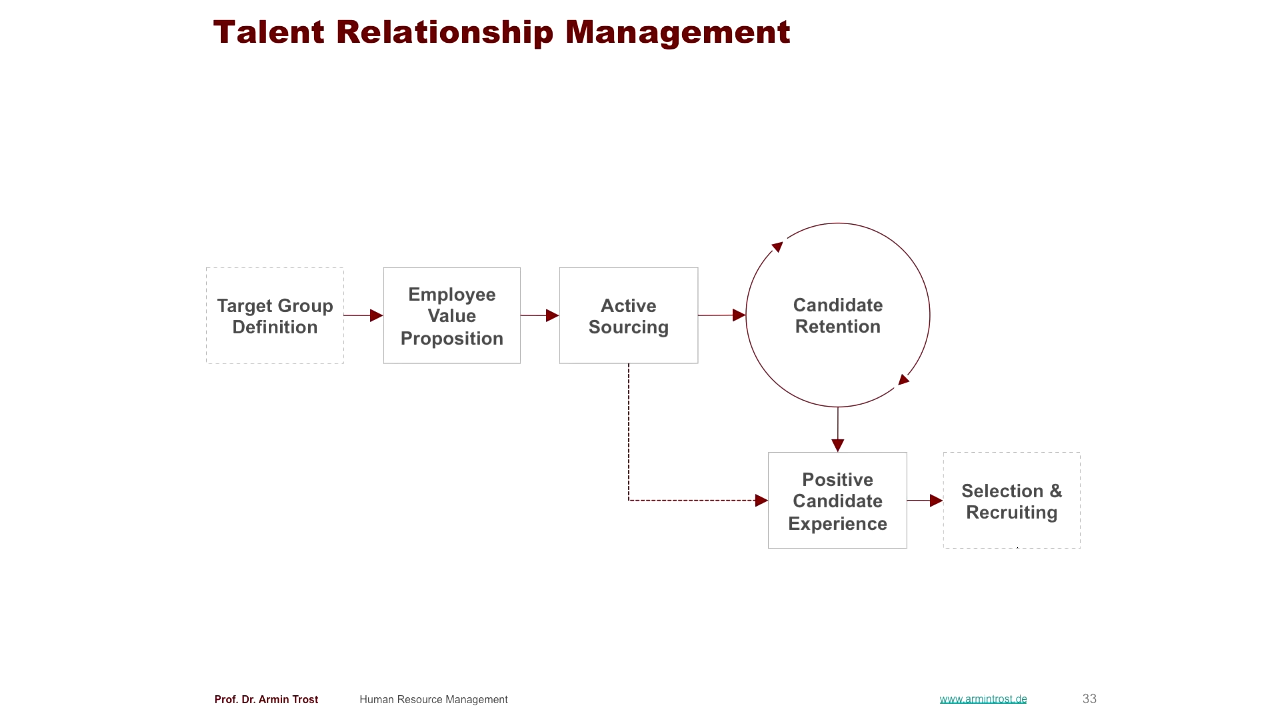 Talent Relationship Management
Target Group
Definition
Employee
Value
Proposition
Active
Sourcing
Candidate
Retention
Positive
Candidate
Experience
Selection &
Recruiting
Prof. Dr. Armin Trost
Human Resource Management
www.armintrost.de
33